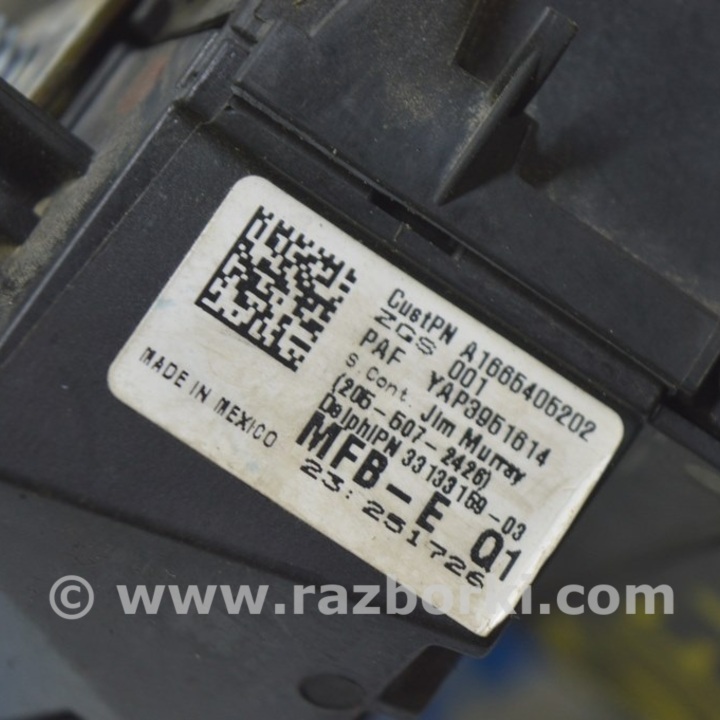 CustPN A1665405202
ZGS 001
PAF YAP3951614
S. Cont. Jim Murray
(205-507-2426)
DelphiPN 33133159-03
MFB-E Q1
23:251726
MADE IN MEXICO
© www.razborki.com